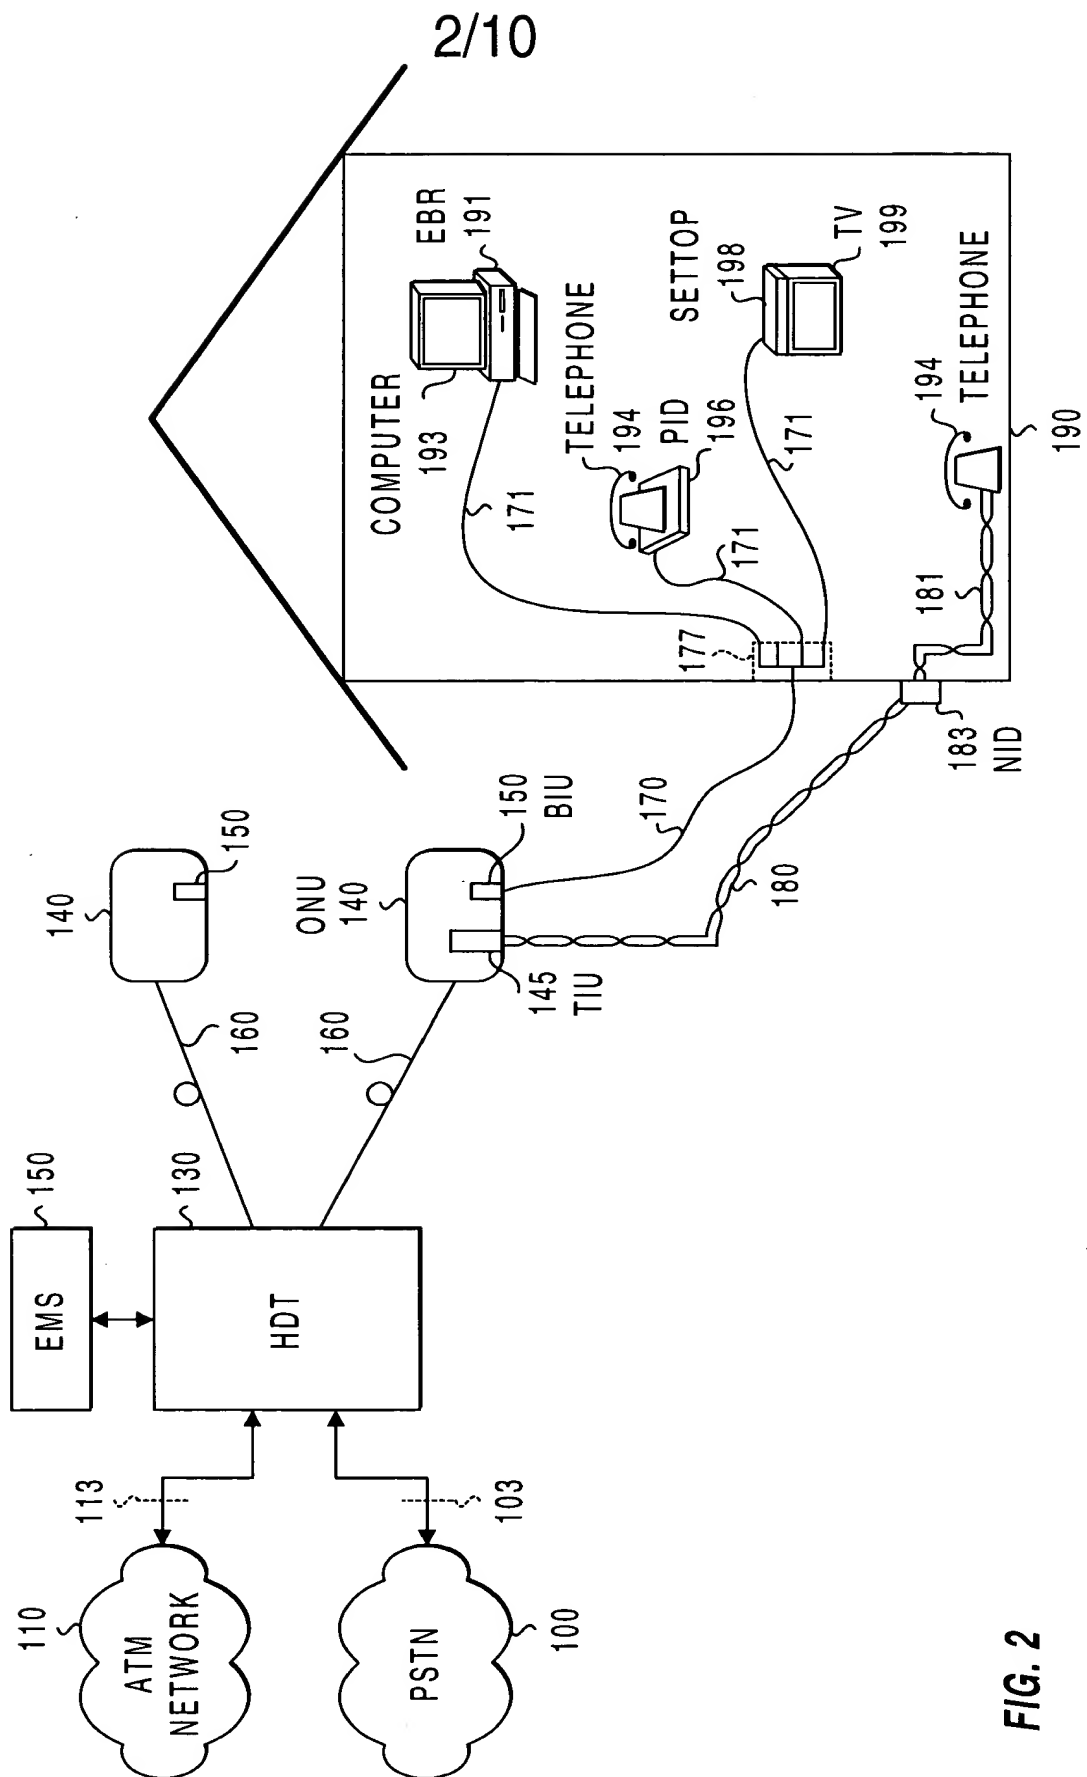 2/10
110
ATM
NETWORK
113
PSTN
100
103
EMS
150
HDT
130
160
160
140
150
ONU
140
150
BIU
145
TIU
170
180
183
NID
177
171
171
171
181
COMPUTER
193
EBR
191
TELEPHONE
194
PID
196
SETTOP
198
TV
199
194
TELEPHONE
190
FIG. 2